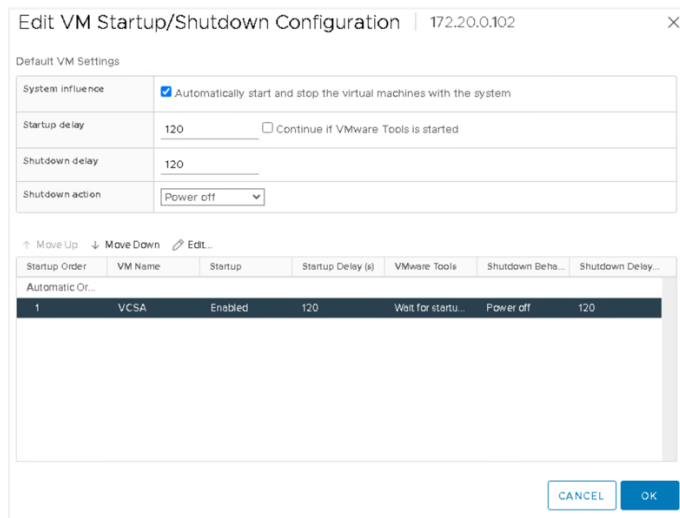 Edit VM Startup/Shutdown Configuration 172.20.0.102
Default VM Settings
System influence
Automatically start and stop the virtual machines with the system
Startup delay
120 Continue if VMware Tools is started
Shutdown delay
120
Shutdown action
Power off
Move Up Move Down Edit...
Startup Order VM Name Startup Startup Delay (s) VMware Tools Shutdown Beha... Shutdown Delay...
Automatic Or...
1 VCSA Enabled 120 Wait for startu... Power off 120
CANCEL OK